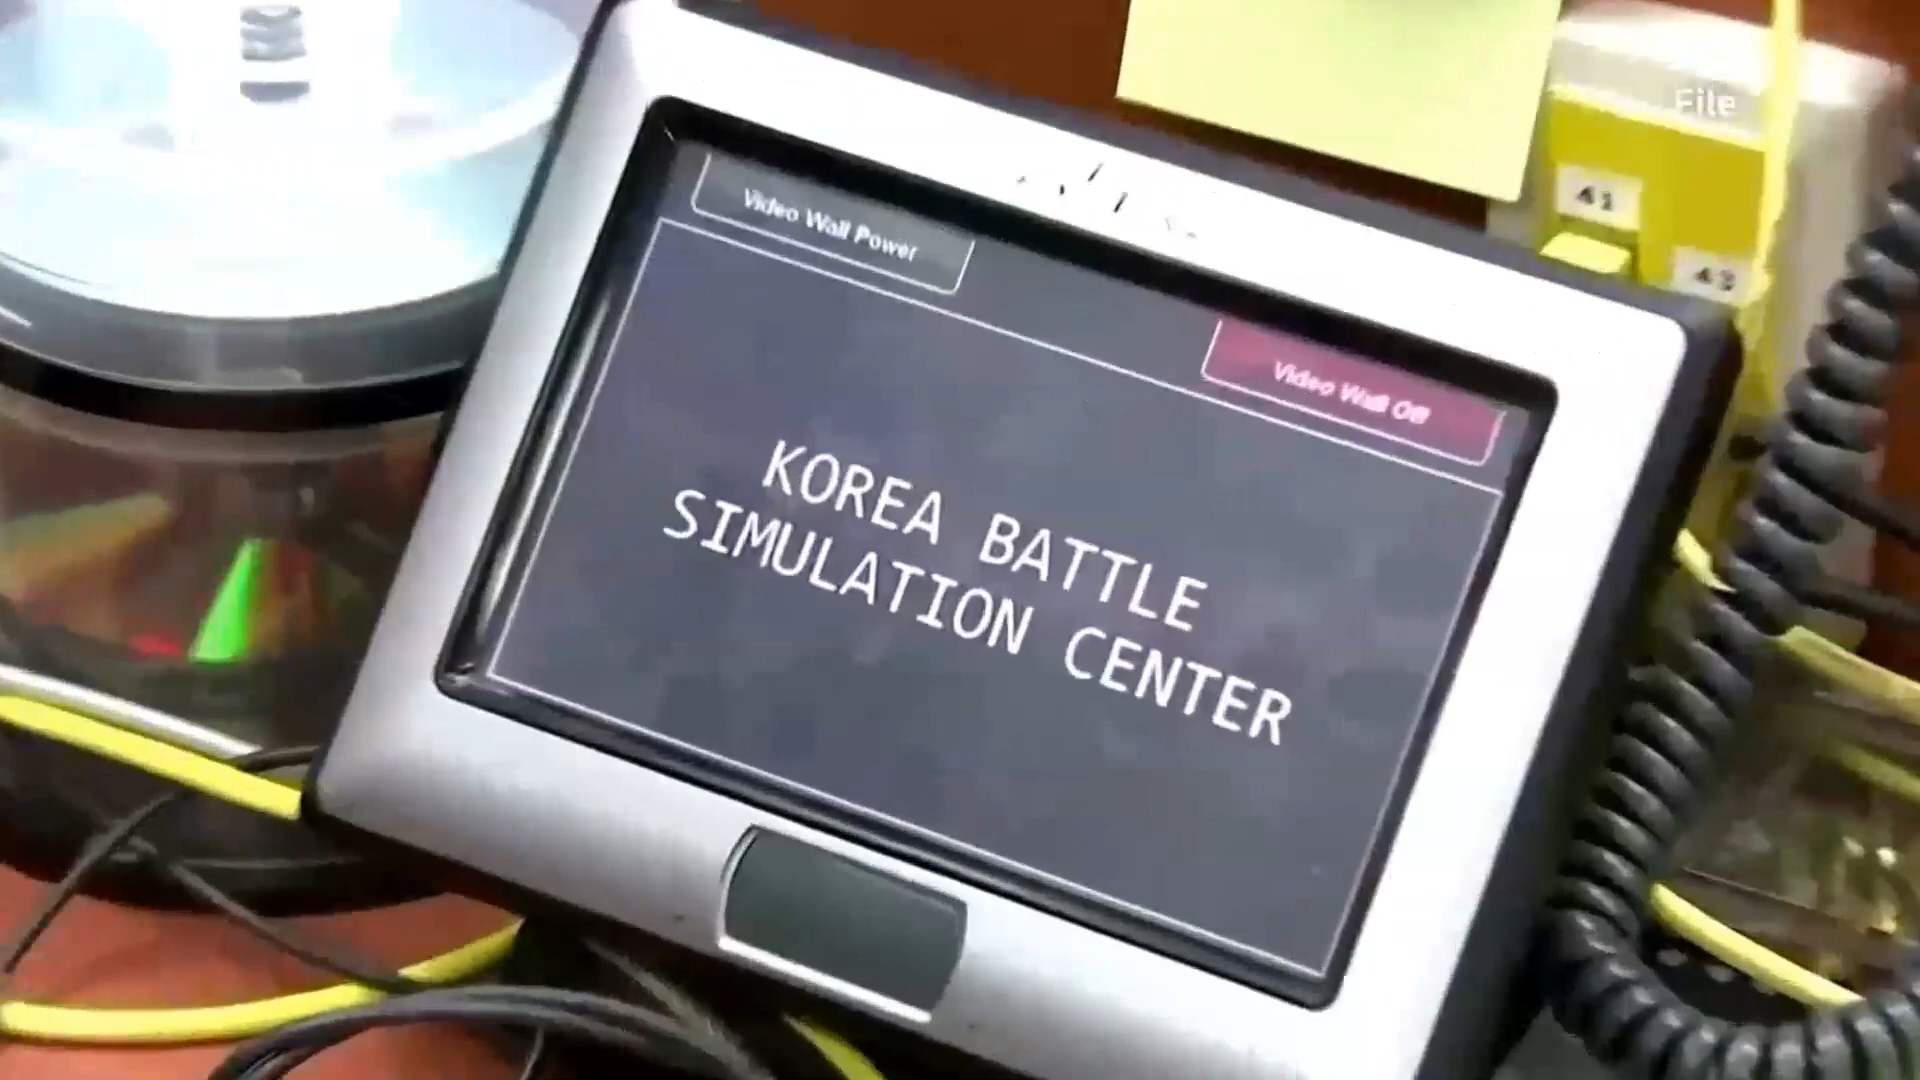 File
41
42
Video Wall Power
Video Wall Off
KOREA BATTLE
SIMULATION CENTER